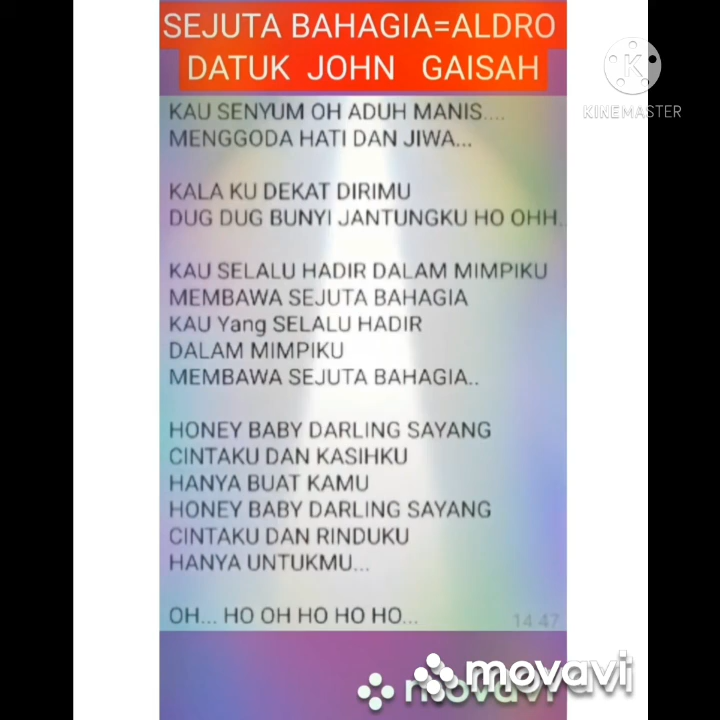 SEJUTA BAHAGIA=ALDRO
DATUK JOHN GAISAH
KINEMASTER
KAU SENYUM OH ADUH MANIS....
MENGGODA HATI DAN JIWA...
KALA KU DEKAT DIRIMU
DUG DUG BUNYI JANTUNGKU HO OHH..
KAU SELALU HADIR DALAM MIMPIKU
MEMBAWA SEJUTA BAHAGIA
KAU Yang SELALU HADIR
DALAM MIMPIKU
MEMBAWA SEJUTA BAHAGIA..
HONEY BABY DARLING SAYANG
CINTAKU DAN KASIHKU
HANYA BUAT KAMU
HONEY BABY DARLING SAYANG
CINTAKU DAN RINDUKU
HANYA UNTUKMU...
OH... HO OH HO HO HO...
14.47
movavi
movavi